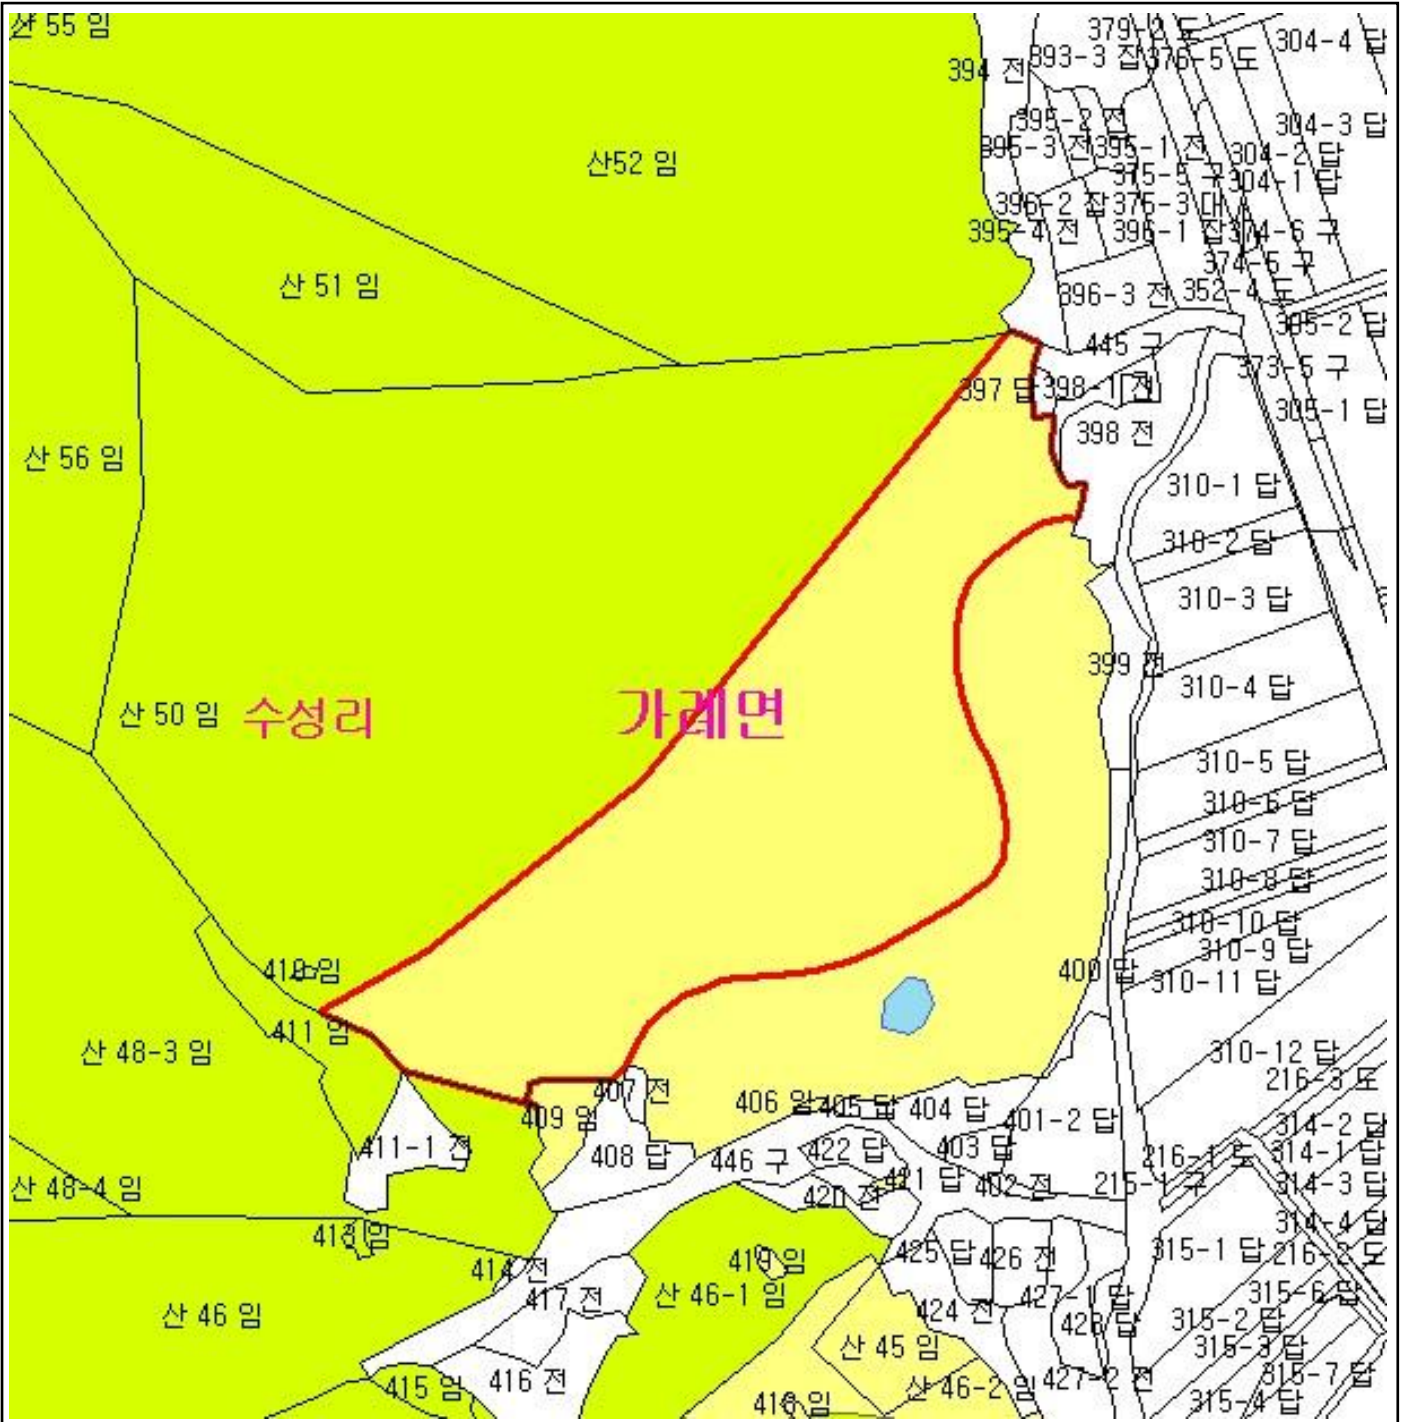 산 55 임
379-2 도
304-4 답
393-3 잡
376-5 도
394 전
395-2 전
304-3 답
395-3 전
395-1 전
304-2 답
산52 임
375-5 구
304-1 답
396-2 잡
375-3 대
395-4 전
396-1 잡
374-6 구
374-5 구
산 51 임
396-3 전
352-4 도
305-2 답
445 구
373-5 구
397 답
398-1 전
305-1 답
398 전
산 56 임
310-1 답
310-2 답
310-3 답
399 전
310-4 답
산 50 임
수성리
가례면
310-5 답
310-6 답
310-7 답
310-8 답
310-10 답
310-9 답
410 임
400 답
310-11 답
411 임
산 48-3 임
310-12 답
216-3 도
407 전
406 임
405 답
404 답
409 임
401-2 답
314-2 답
411-1 전
408 답
446 구
422 답
403 답
216-1 도
314-1 답
산 48-4 임
420 전
421 답
402 전
215-1 구
314-3 답
314-4 답
413 임
414 전
419 임
425 답
426 전
315-1 답
216-2 도
417 전
산 46-1 임
427-1 답
315-6 답
산 46 임
424 전
423 답
315-2 답
산 45 임
315-3 답
415 임
416 전
산 46-2 임
427-2 전
315-7 답
418 임
315-4 답